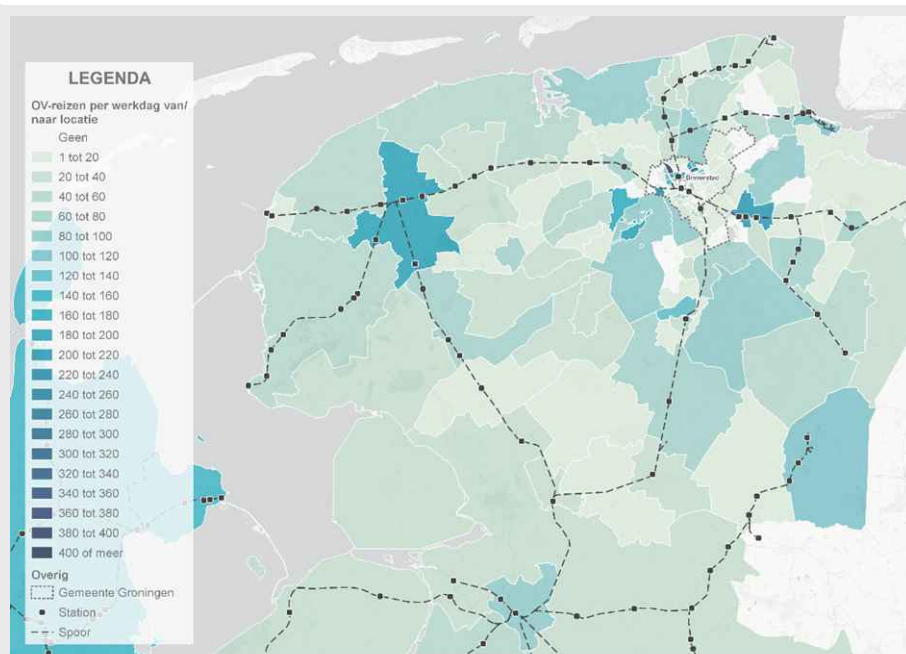 LEGENDA
OV-reizen per werkdag van/
naar locatie
Geen
1 tot 20
20 tot 40
40 tot 60
60 tot 80
80 tot 100
100 tot 120
120 tot 140
140 tot 160
160 tot 180
180 tot 200
200 tot 220
220 tot 240
240 tot 260
260 tot 280
280 tot 300
300 tot 320
320 tot 340
340 tot 360
360 tot 380
380 tot 400
400 of meer
Overig
Gemeente Groningen
Station
Spoor
Binnenstad